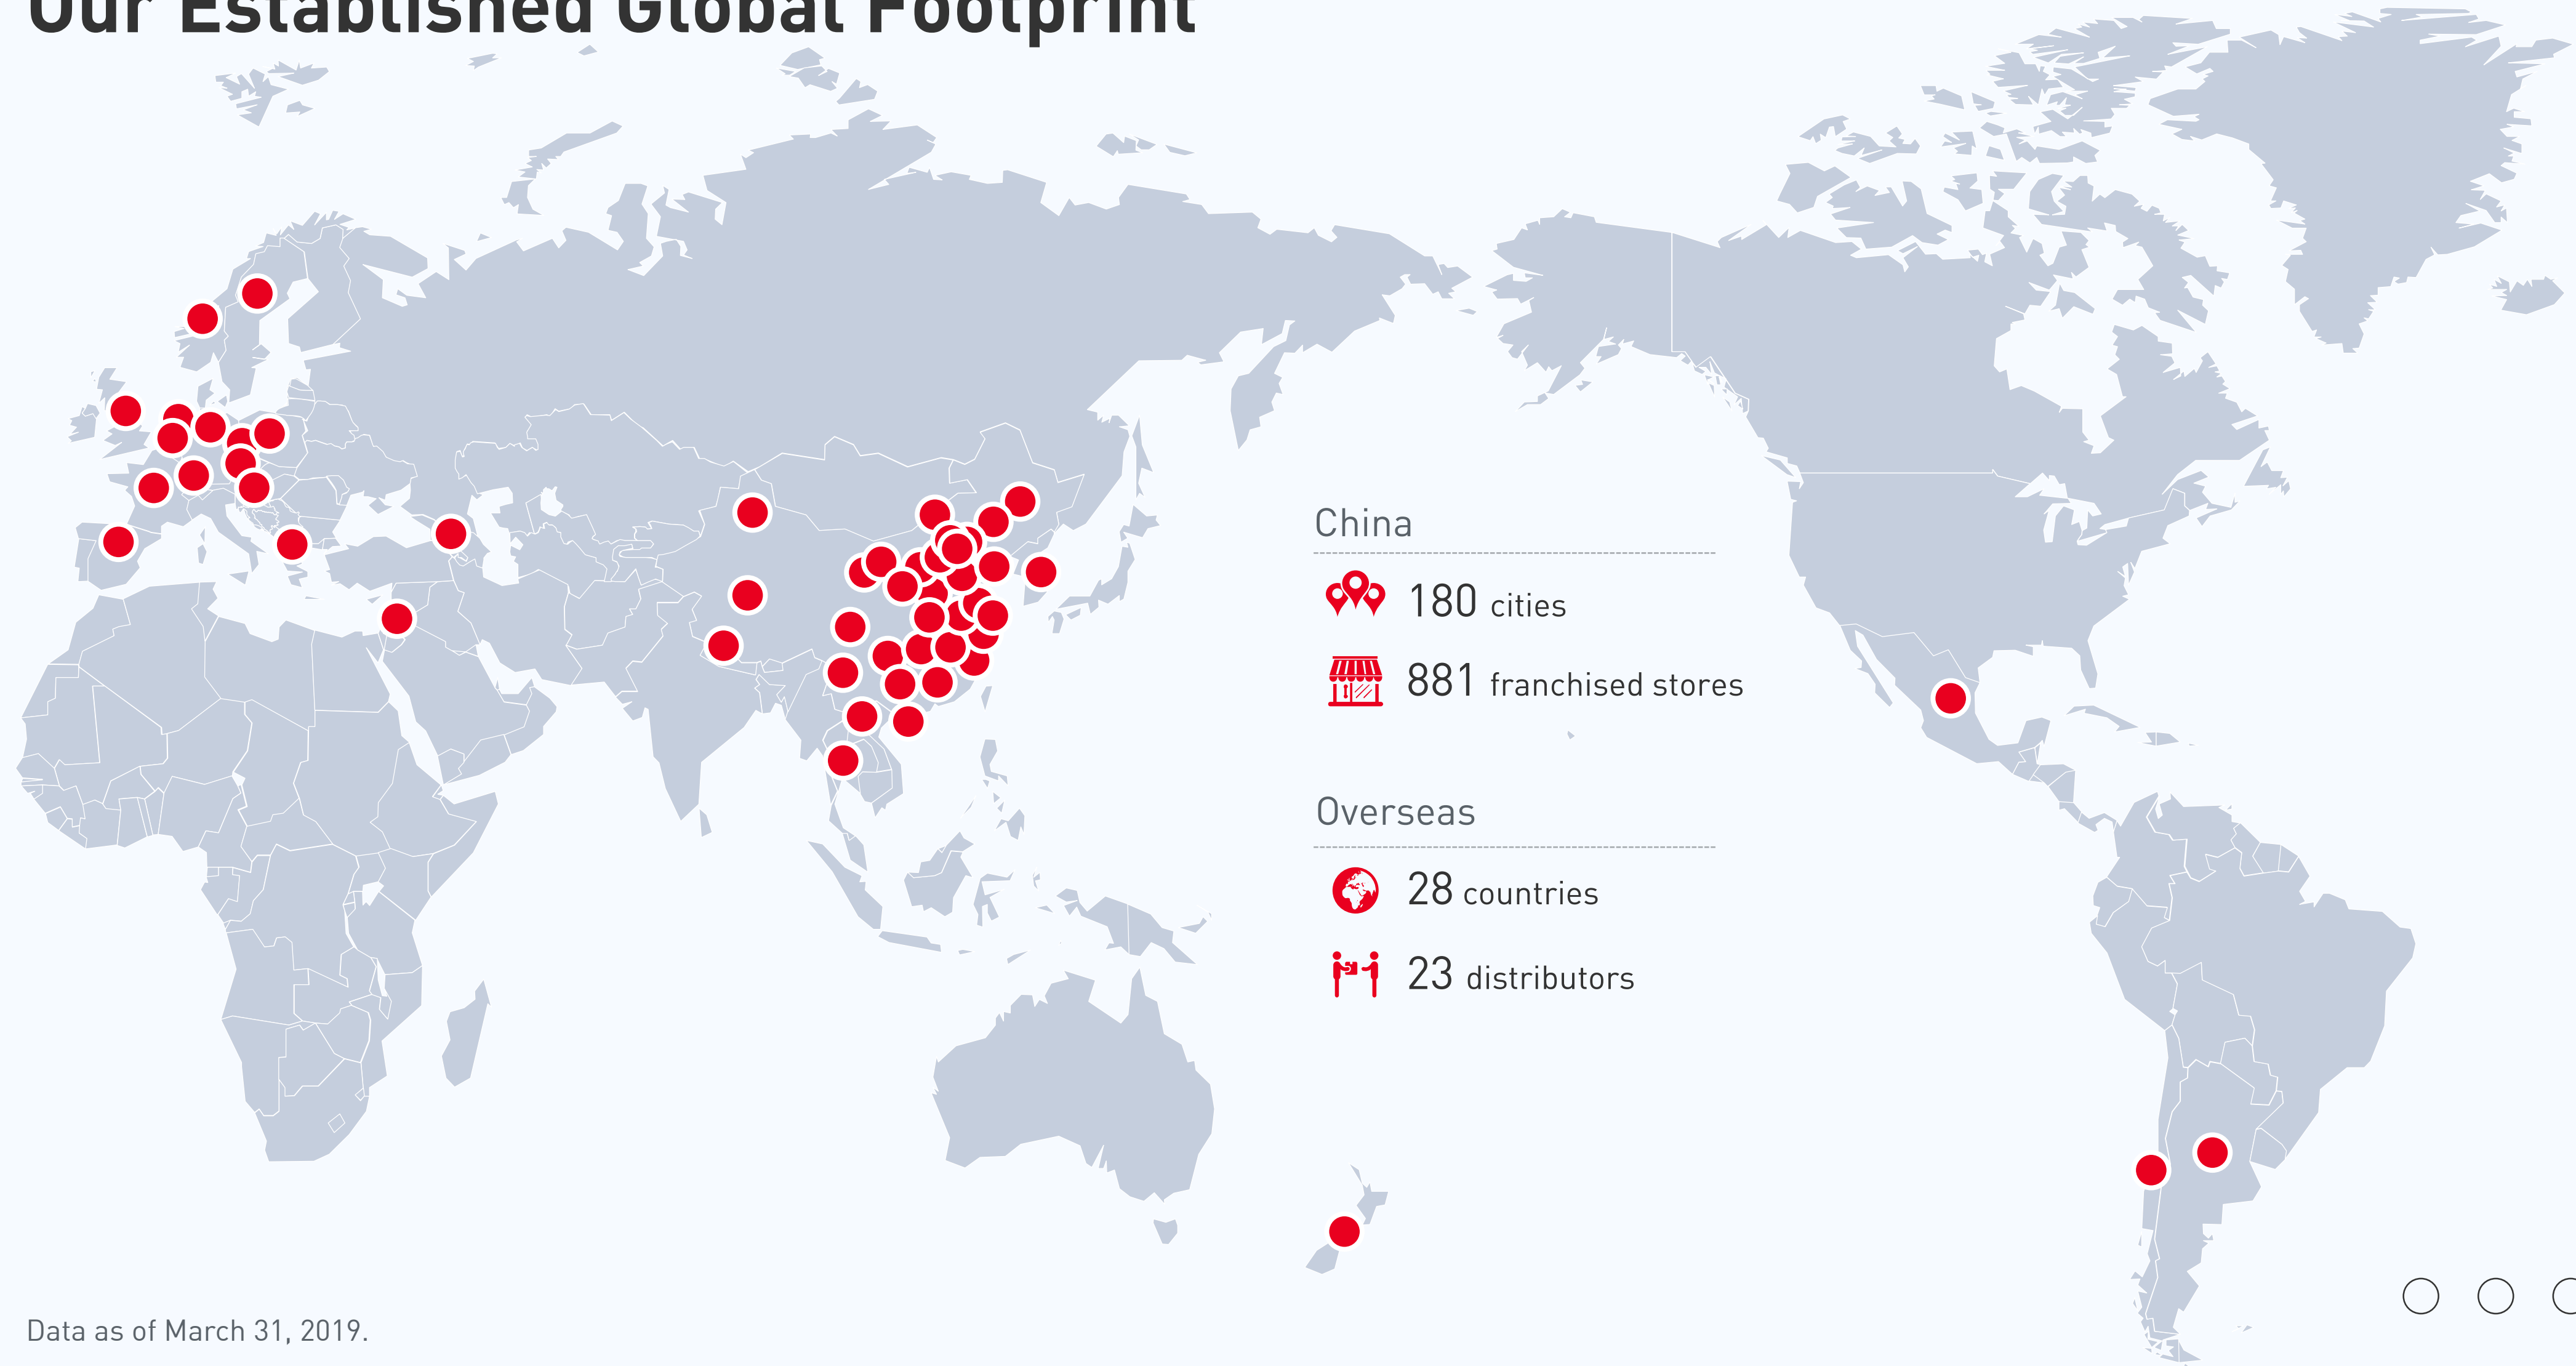 Our Established Global Footprint
China
180 cities
881 franchised stores
Overseas
28 countries
23 distributors
Data as of March 31, 2019.